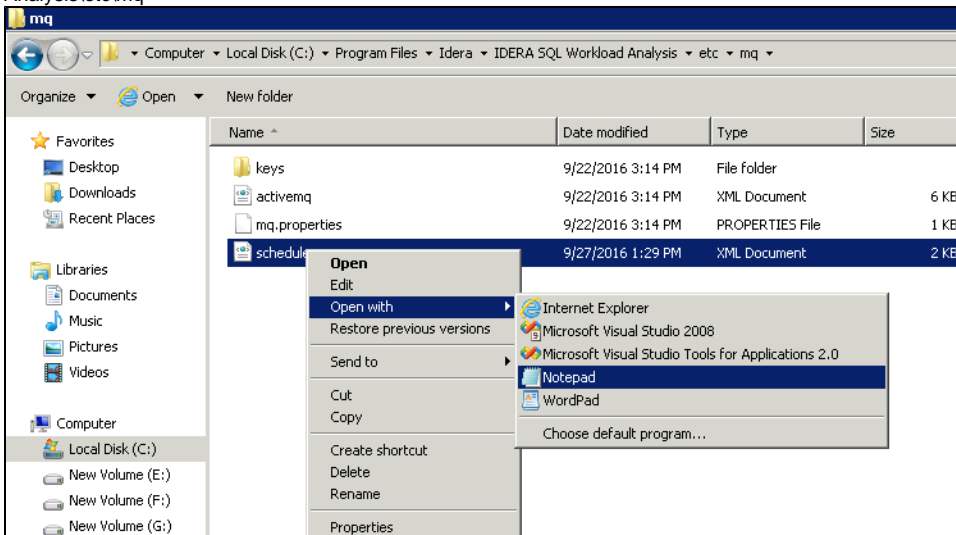 mq
Computer Local Disk (C:) Program Files Idera IDERA SQL Workload Analysis etc mq
Organize Open New folder
Name Date modified Type Size
Favorites
Desktop
Downloads
Recent Places
Libraries
Documents
Music
Pictures
Videos
Computer
Local Disk (C:)
New Volume (E:)
New Volume (F:)
New Volume (G:)
keys 9/22/2016 3:14 PM File folder
activemq 9/22/2016 3:14 PM XML Document 6 KB
mq.properties 9/22/2016 3:14 PM PROPERTIES File 1 KB
schedule 9/27/2016 1:29 PM XML Document 2 KB
Open
Edit
Open with
Restore previous versions
Send to
Cut
Copy
Create shortcut
Delete
Rename
Properties
Internet Explorer
Microsoft Visual Studio 2008
Microsoft Visual Studio Tools for Applications 2.0
Notepad
WordPad
Choose default program...